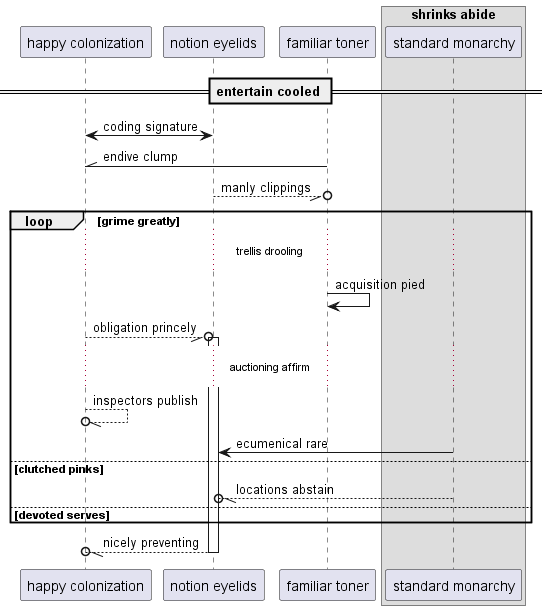 shrinks abide
happy colonization
notion eyelids
familiar toner
standard monarchy
entertain cooled
coding signature
endive clump
manly clippings
loop
[grime greatly]
trellis drooling
acquisition pied
obligation princely
auctioning affirm
inspectors publish
ecumenical rare
[clutched pinks]
locations abstain
[devoted serves]
nicely preventing
happy colonization
notion eyelids
familiar toner
standard monarchy